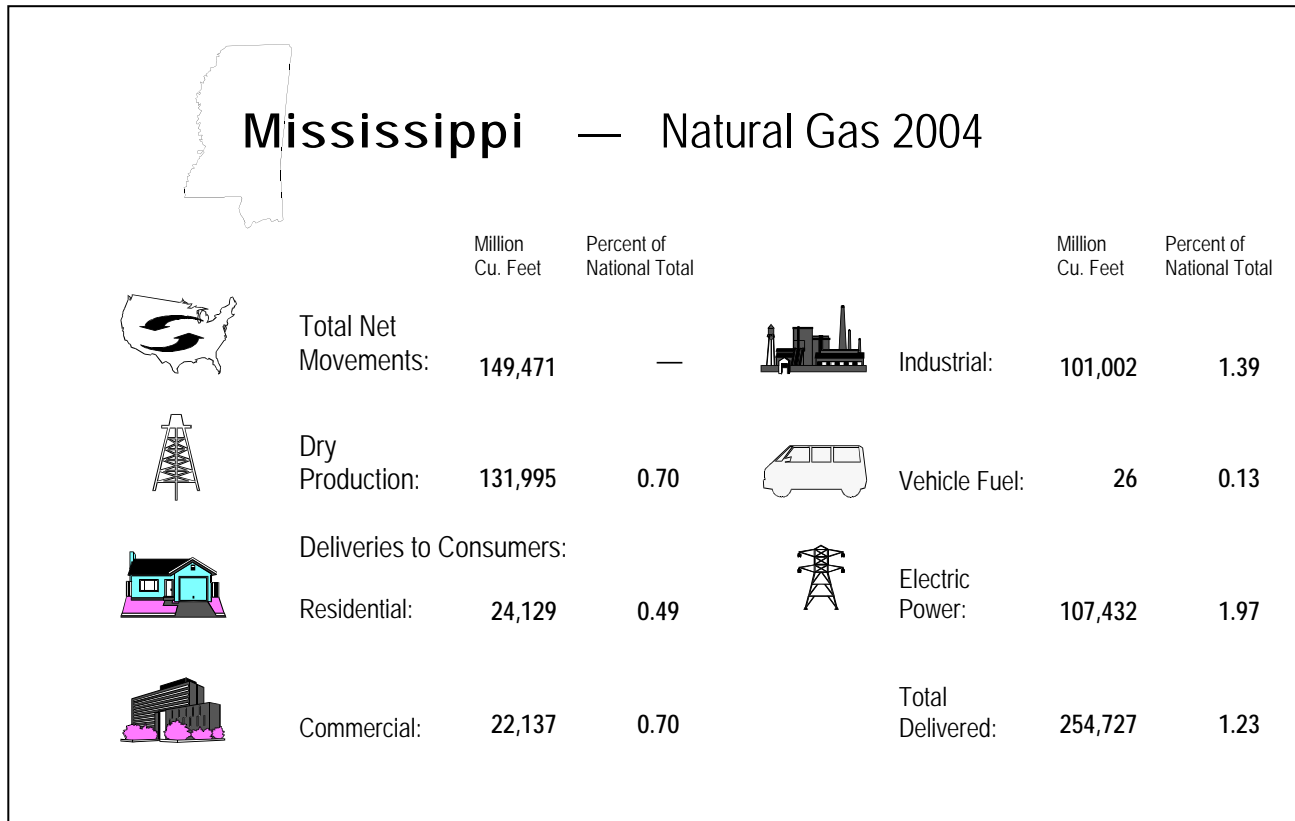 Mississippi — Natural Gas 2004
Million Cu. Feet
Percent of National Total
Total Net
Movements: 149,471 —
Dry
Production: 131,995 0.70
Deliveries to Consumers:
Residential: 24,129 0.49
Commercial: 22,137 0.70
Million Cu. Feet
Percent of National Total
Industrial: 101,002 1.39
Vehicle Fuel: 26 0.13
Electric
Power: 107,432 1.97
Total
Delivered: 254,727 1.23